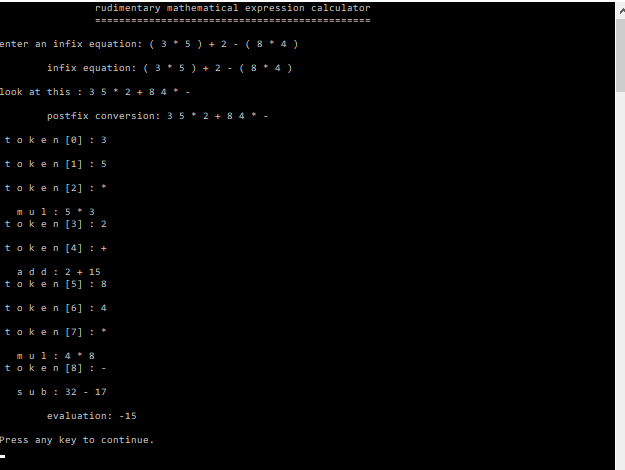 rudimentary mathematical expression calculator
==============================================
enter an infix equation: ( 3 * 5 ) + 2 - ( 8 * 4 )
infix equation: ( 3 * 5 ) + 2 - ( 8 * 4 )
look at this : 3 5 * 2 + 8 4 * -
postfix conversion: 3 5 * 2 + 8 4 * -
t o k e n [0] : 3
t o k e n [1] : 5
t o k e n [2] : *
m u l : 5 * 3
t o k e n [3] : 2
t o k e n [4] : +
a d d : 2 + 15
t o k e n [5] : 8
t o k e n [6] : 4
t o k e n [7] : *
m u l : 4 * 8
t o k e n [8] : -
s u b : 32 - 17
evaluation: -15
Press any key to continue.